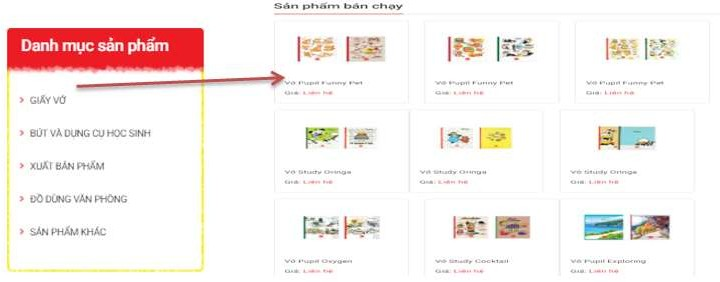 Danh mục sản phẩm
GIẤY VỞ
BÚT VÀ DỤNG CỤ HỌC SINH
XUẤT BẢN PHẨM
ĐỒ DÙNG VĂN PHÒNG
SẢN PHẨM KHÁC
Sản phẩm bán chạy
Vở Pupil Funny Pet
Giá: Liên hệ
Vở Pupil Funny Pet
Giá: Liên hệ
Vở Pupil Funny Pet
Giá: Liên hệ
Vở Study Gringa
Giá: Liên hệ
Vở Study Gringa
Giá: Liên hệ
Vở Study Gringa
Giá: Liên hệ
Vở Pupil Oxygen
Giá: Liên hệ
Vở Study Cocktail
Giá: Liên hệ
Vở Pupil Exploring
Giá: Liên hệ